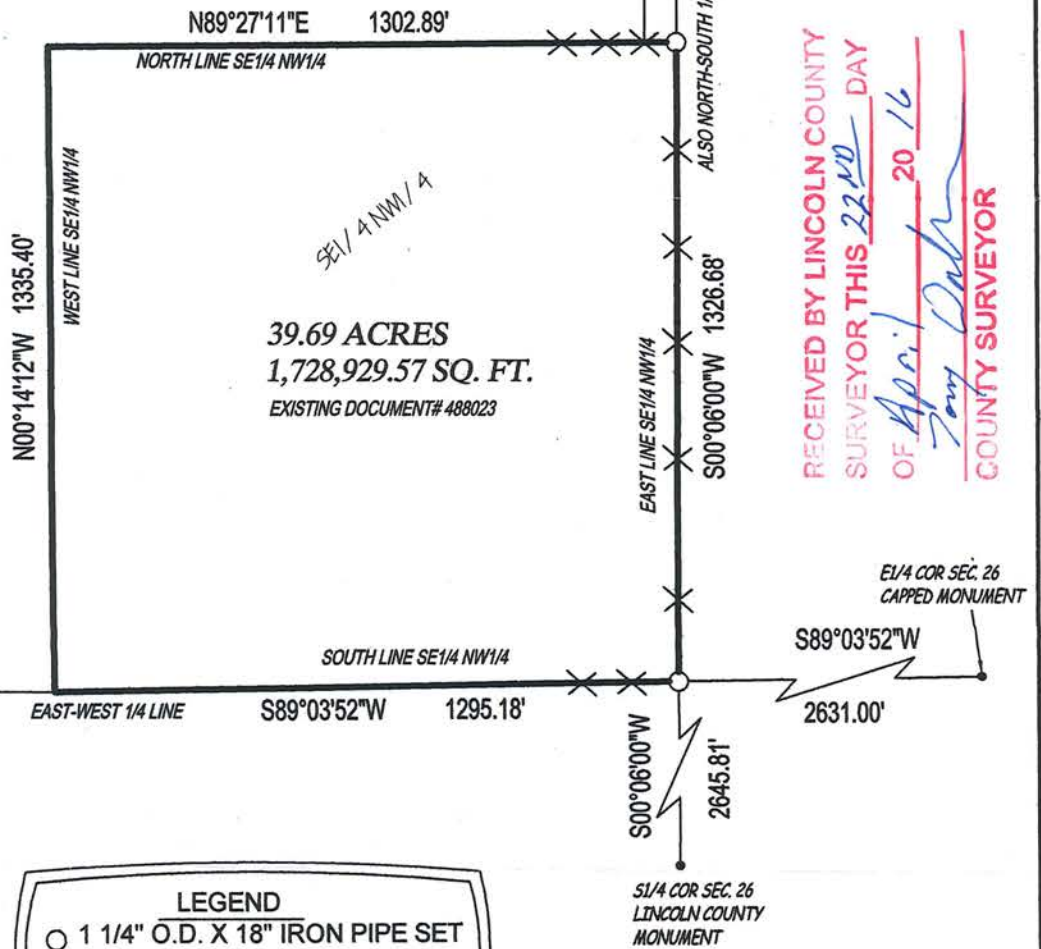 N89°27'11"E 1302.89'
NORTH LINE SE1/4 NW1/4
ALSO NORTH-SOUTH
WEST LINE SE1/4 NW1/4
N00°14'12"W 1335.40'
SE1/4 NW1/4
39.69 ACRES
1,728,929.57 SQ. FT.
EXISTING DOCUMENT# 488023
EAST LINE SE1/4 NW1/4
S00°06'00"W 1326.68'
RECEIVED BY LINCOLN COUNTY
SURVEYOR THIS 22ND DAY
OF April 20 16
Tony
COUNTY SURVEYOR
E1/4 COR SEC. 26
CAPPED MONUMENT
S89°03'52"W
2631.00'
SOUTH LINE SE1/4 NW1/4
EAST-WEST 1/4 LINE
S89°03'52"W 1295.18'
S00°06'00"W
2645.81'
S1/4 COR SEC. 26
LINCOLN COUNTY
MONUMENT
LEGEND
1 1/4" O.D. X 18" IRON PIPE SET